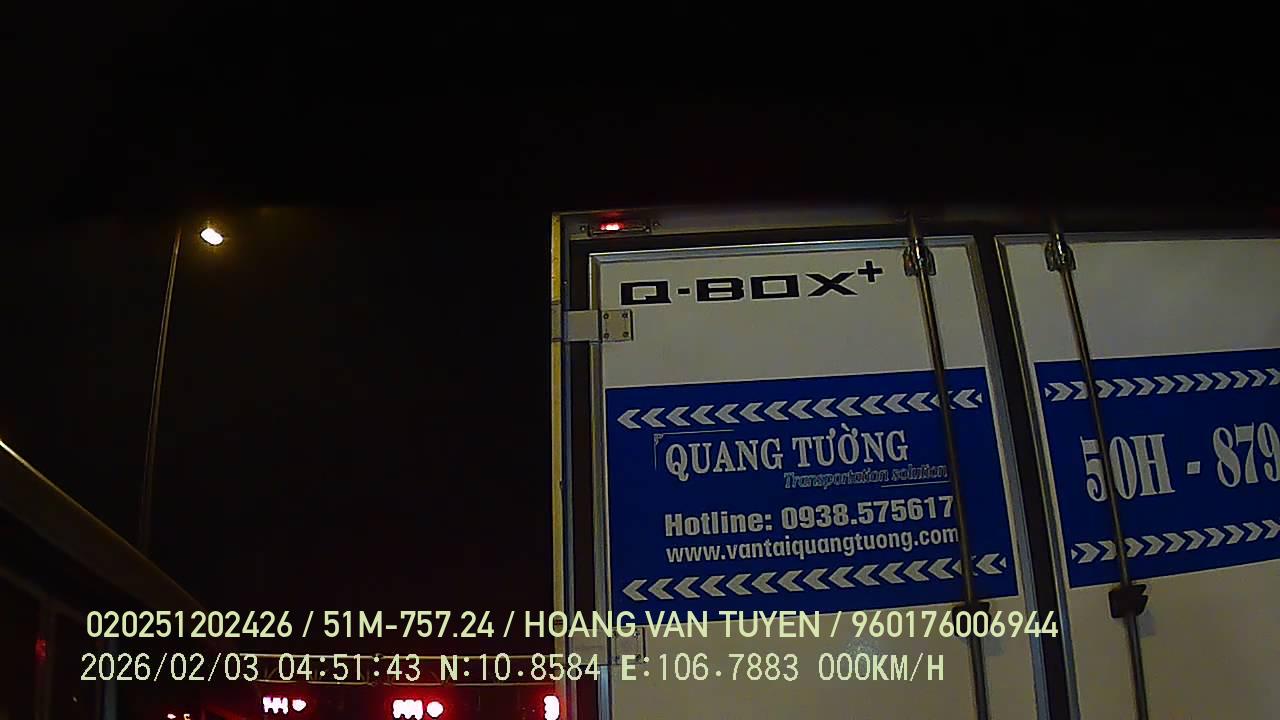 Q-BOX+
QUANG TƯỜNG
Transportation solution
Hotline: 0938.575617
www.vantaiquangtuong.com
50H - 879
020251202426 / 51M-757.24 / HOANG VAN TUYEN / 960176006944
2026/02/03 04:51:43 N:10.8584 E:106.7883 000KM/H